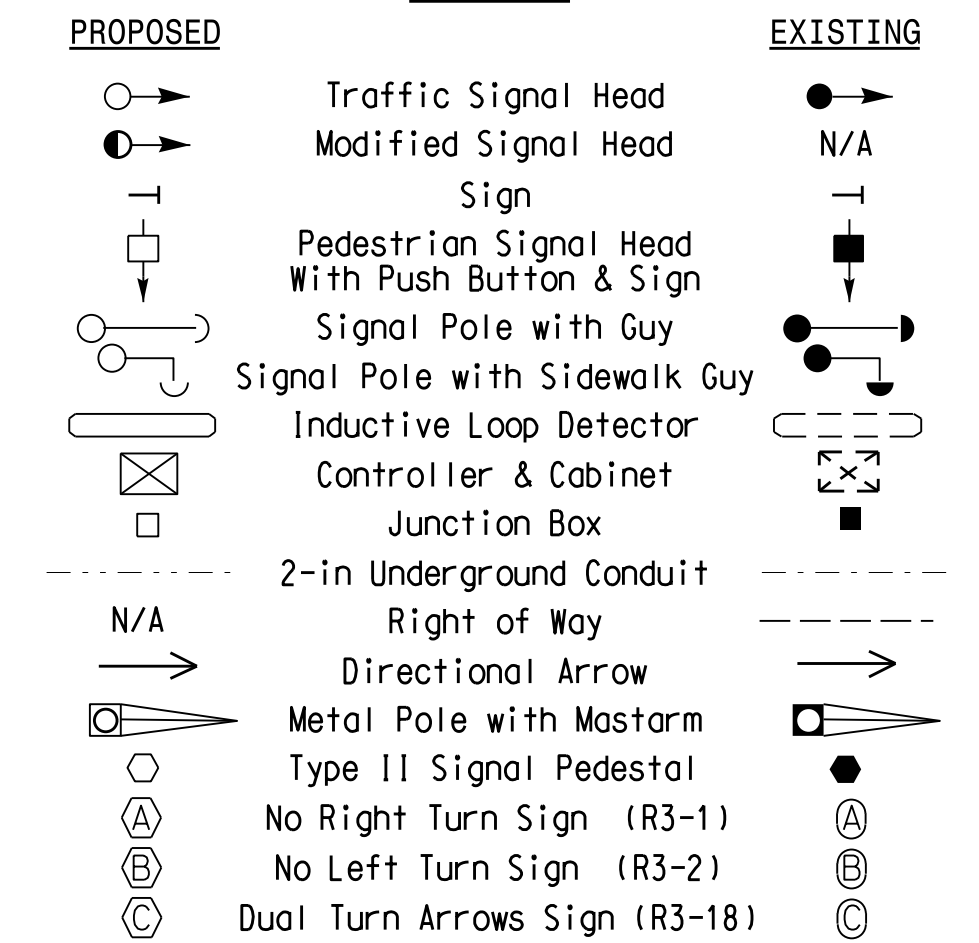 PROPOSED EXISTING
Traffic Signal Head
Modified Signal Head N/A
Sign
Pedestrian Signal Head
With Push Button & Sign
Signal Pole with Guy
Signal Pole with Sidewalk Guy
Inductive Loop Detector
Controller & Cabinet
Junction Box
2-in Underground Conduit
N/A Right of Way
Directional Arrow
Metal Pole with Mastarm
Type II Signal Pedestal
A No Right Turn Sign (R3-1) A
B No Left Turn Sign (R3-2) B
C Dual Turn Arrows Sign (R3-18) C